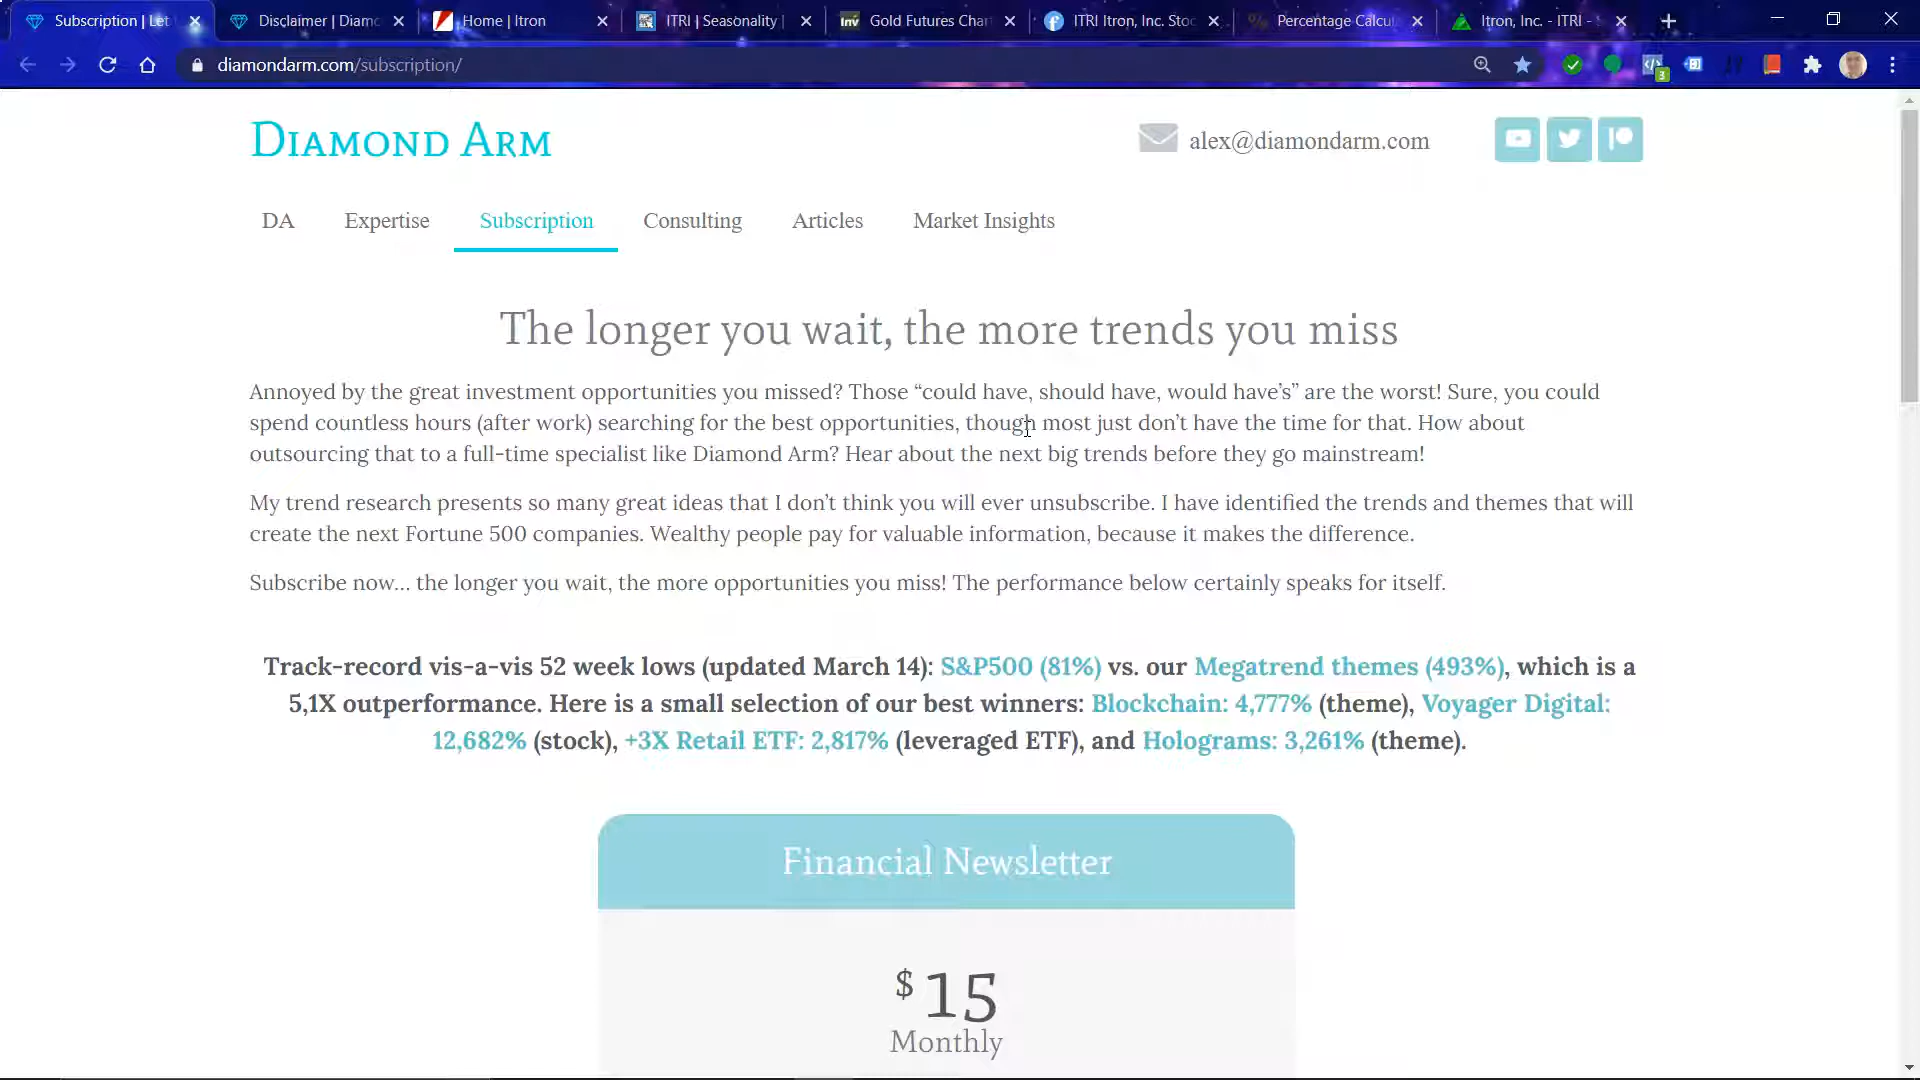 Subscription | Let
Disclaimer | Diamo
Home | Itron
ITRI | Seasonality
Gold Futures Char
ITRI Itron, Inc. Stoc
Percentage Calcu
Itron, Inc. - ITRI -
diamondarm.com/subscription/
Diamond Arm
alex@diamondarm.com
DA
Expertise
Subscription
Consulting
Articles
Market Insights
The longer you wait, the more trends you miss
Annoyed by the great investment opportunities you missed? Those “could have, should have, would have’s” are the worst! Sure, you could
spend countless hours (after work) searching for the best opportunities, though most just don’t have the time for that. How about
outsourcing that to a full-time specialist like Diamond Arm? Hear about the next big trends before they go mainstream!
My trend research presents so many great ideas that I don’t think you will ever unsubscribe. I have identified the trends and themes that will
create the next Fortune 500 companies. Wealthy people pay for valuable information, because it makes the difference.
Subscribe now… the longer you wait, the more opportunities you miss! The performance below certainly speaks for itself.
Track-record vis-a-vis 52 week lows (updated March 14): S&P500 (81%) vs. our Megatrend themes (493%), which is a
5,1X outperformance. Here is a small selection of our best winners: Blockchain: 4,777% (theme), Voyager Digital:
12,682% (stock), +3X Retail ETF: 2,817% (leveraged ETF), and Holograms: 3,261% (theme).
Financial Newsletter
$15
Monthly